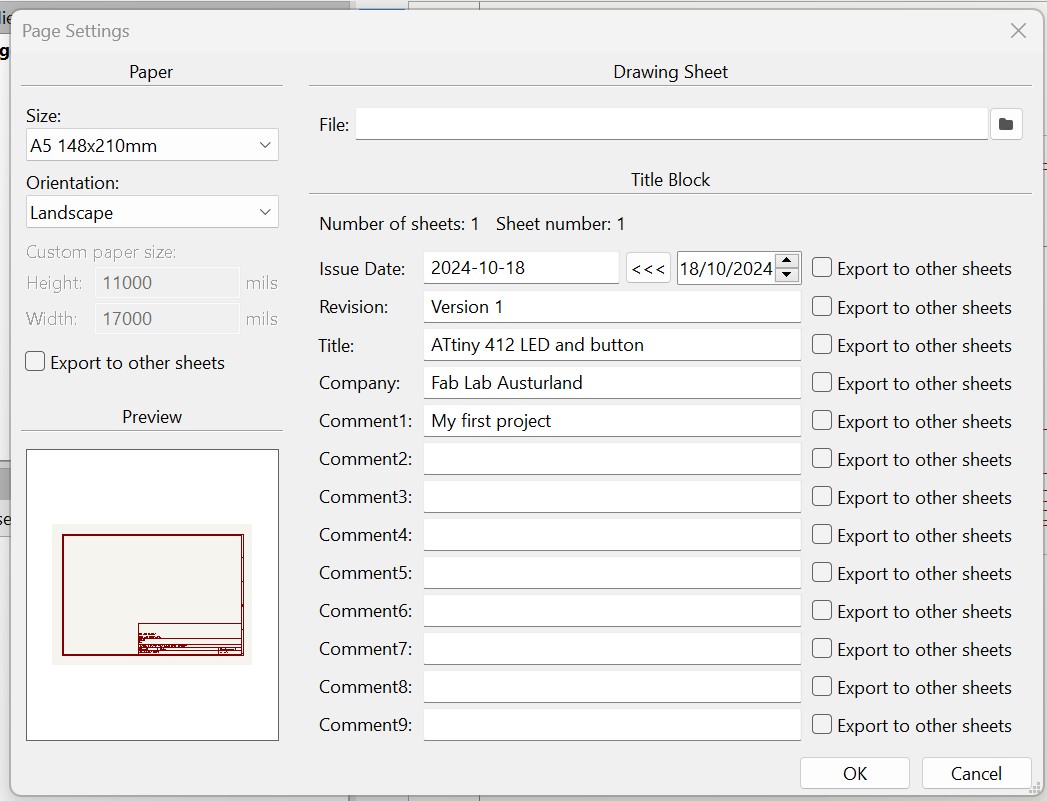 Page Settings
Paper
Size:
A5 148x210mm
Orientation:
Landscape
Custom paper size:
Height: 11000 mils
Width: 17000 mils
Export to other sheets
Preview
Drawing Sheet
File:
Title Block
Number of sheets: 1 Sheet number: 1
Issue Date: 2024-10-18 <<< 18/10/2024 Export to other sheets
Revision: Version 1 Export to other sheets
Title: ATtiny 412 LED and button Export to other sheets
Company: Fab Lab Austurland Export to other sheets
Comment1: My first project Export to other sheets
Comment2: Export to other sheets
Comment3: Export to other sheets
Comment4: Export to other sheets
Comment5: Export to other sheets
Comment6: Export to other sheets
Comment7: Export to other sheets
Comment8: Export to other sheets
Comment9: Export to other sheets
OK Cancel